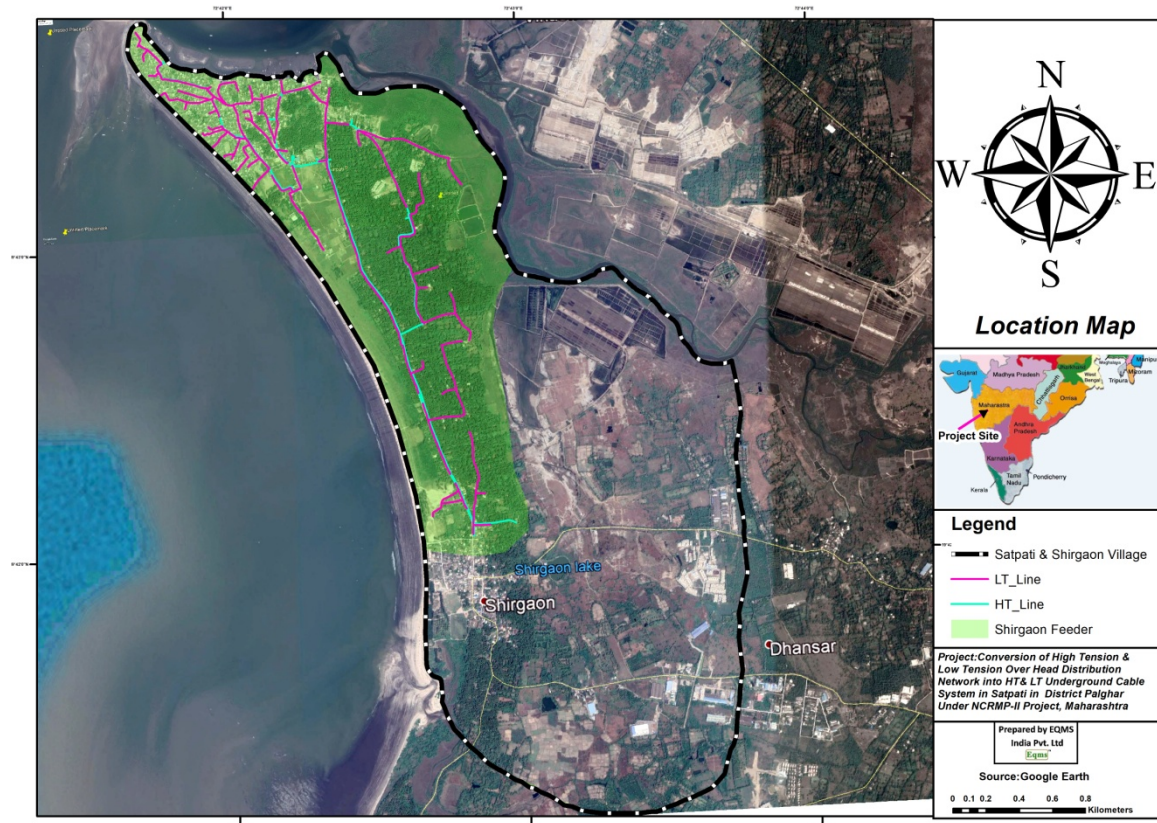 N
W
E
S
Location Map
Gujarat
Madhya Pradesh
Chhattisgarh
West
Bengal
Tripura
Mizoram
Maharastra
Orrisa
Project Site
Andhra
Pradesh
Karnataka
Tamil
Nadu
Pondicherry
Kerala
Legend
Satpati & Shirgaon Village
LT_Line
HT_Line
Shirgaon Feeder
Project:Conversion of High Tension &
Low Tension Over Head Distribution
Network into HT& LT Underground Cable
System in Satpati in District Palghar
Under NCRMP-II Project, Maharashtra
Prepared by EQMS
India Pvt. Ltd
Eqms
Source:Google Earth
0 0.1 0.2 0.4 0.6 0.8
Kilometers
Shirgaon lake
Shirgaon
Dhansar